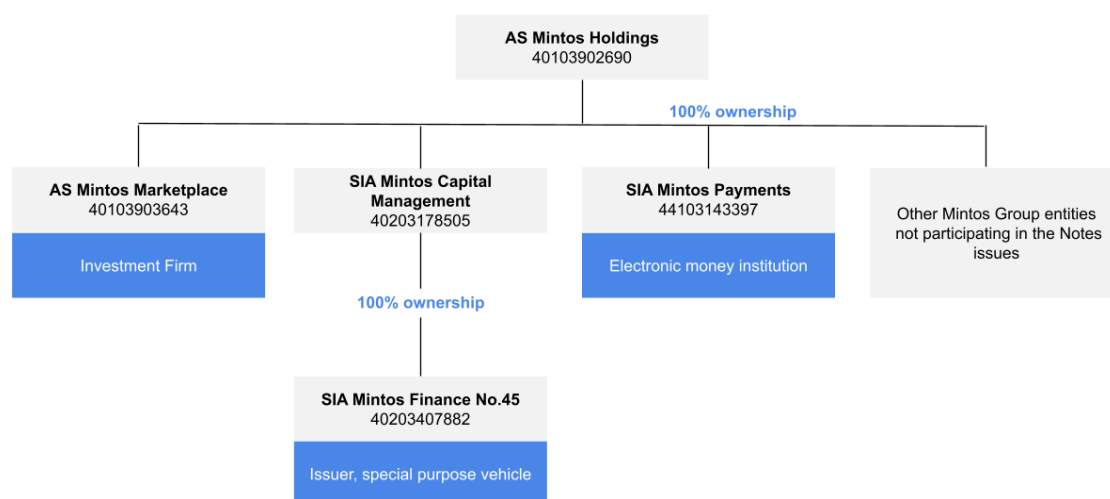 AS Mintos Holdings
40103902690
100% ownership
AS Mintos Marketplace
40103903643
Investment Firm
SIA Mintos Capital
Management
40203178505
SIA Mintos Payments
44103143397
Electronic money institution
Other Mintos Group entities
not participating in the Notes
issues
100% ownership
SIA Mintos Finance No.45
40203407882
Issuer, special purpose vehicle